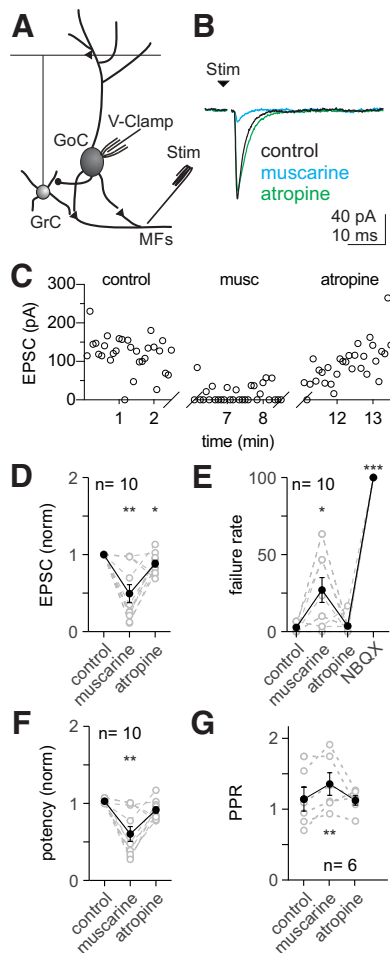 A
V-Clamp
GoC
Stim
GrC
MFs
B
Stim
control
muscarine
atropine
40 pA
10 ms
C
control musc atropine
EPSC (pA)
300
200
100
0
1 2 7 8 12 13
time (min)
D
n= 10
EPSC (norm)
2
1
0
** *
control
muscarine
atropine
E
n= 10
failure rate
100
50
0
* ***
control
muscarine
atropine
NBQX
F
n= 10
potency (norm)
2
1
0
**
control
muscarine
atropine
G
PPR
2
1
0
**
n= 6
control
muscarine
atropine